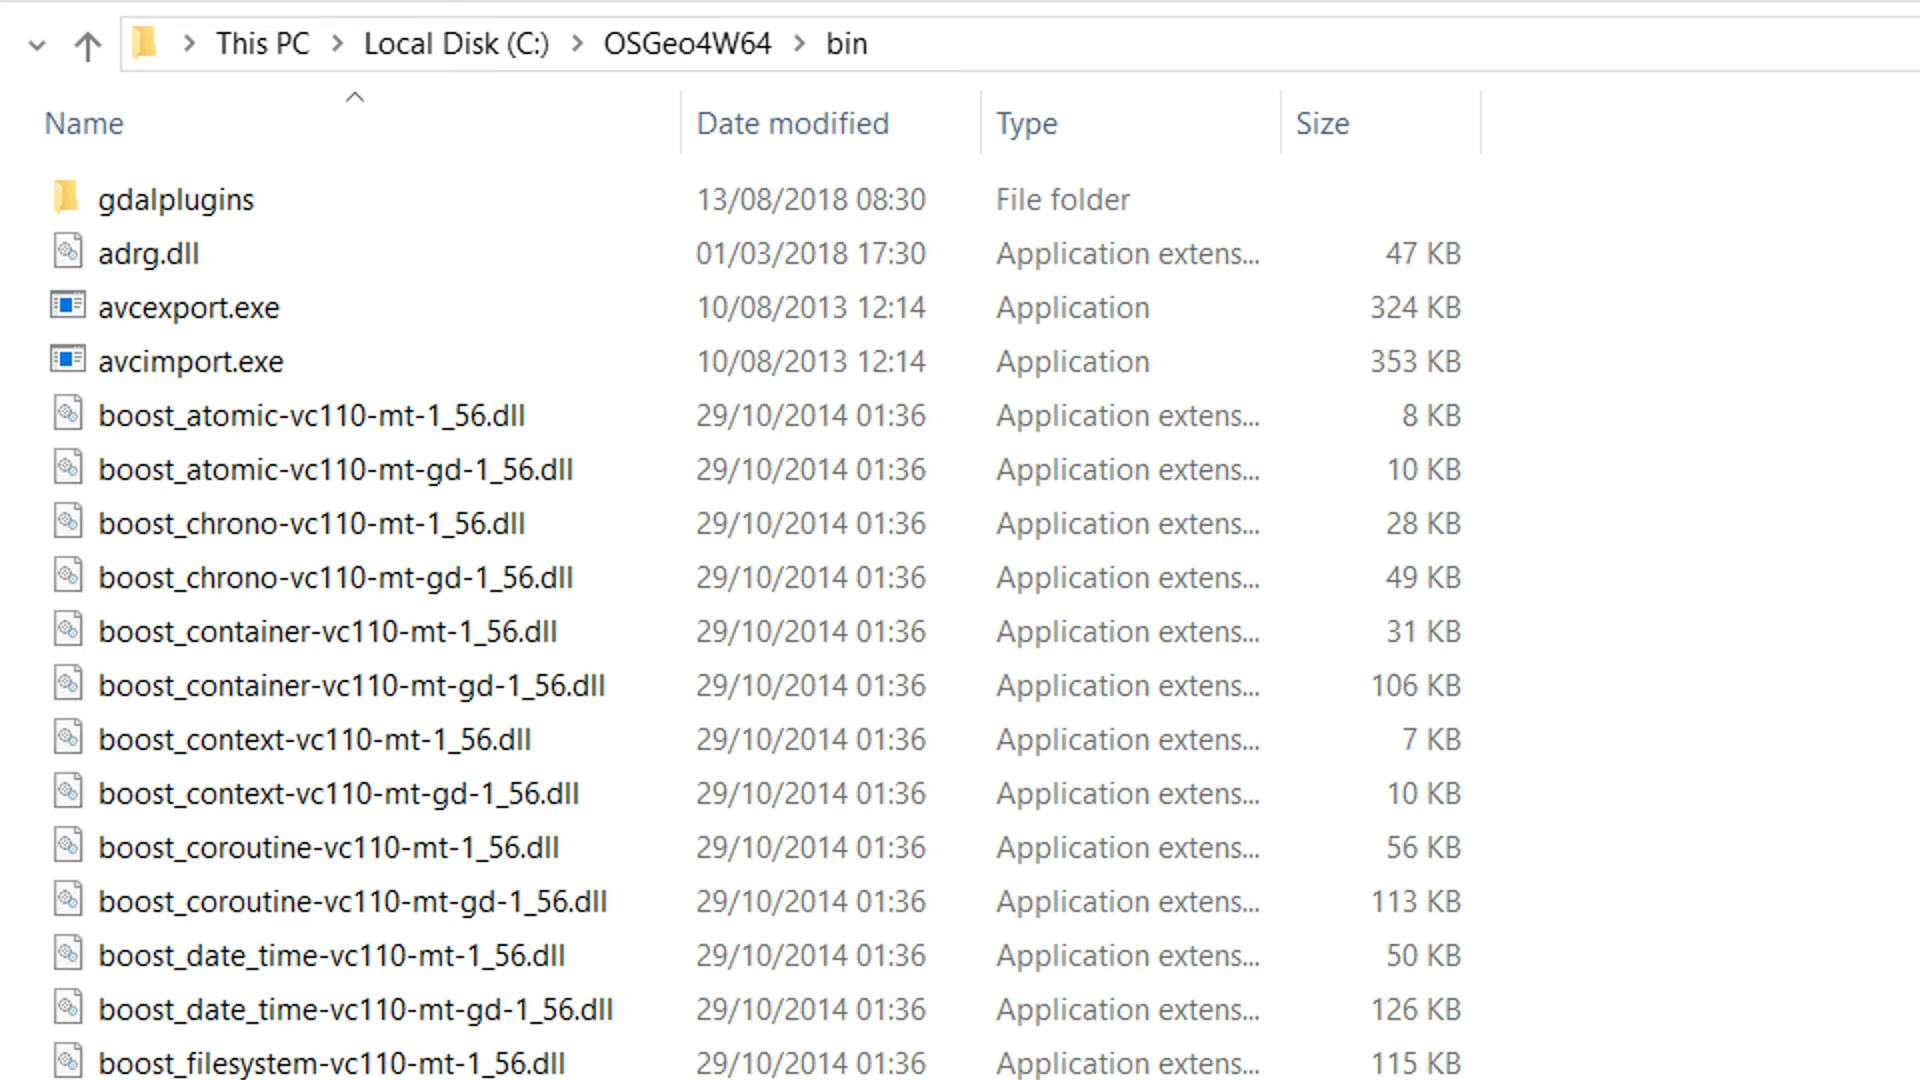 This PC > Local Disk (C:) > OSGeo4W64 > bin
Name Date modified Type Size
gdalplugins 13/08/2018 08:30 File folder
adrg.dll 01/03/2018 17:30 Application extens... 47 KB
avcexport.exe 10/08/2013 12:14 Application 324 KB
avcimport.exe 10/08/2013 12:14 Application 353 KB
boost_atomic-vc110-mt-1_56.dll 29/10/2014 01:36 Application extens... 8 KB
boost_atomic-vc110-mt-gd-1_56.dll 29/10/2014 01:36 Application extens... 10 KB
boost_chrono-vc110-mt-1_56.dll 29/10/2014 01:36 Application extens... 28 KB
boost_chrono-vc110-mt-gd-1_56.dll 29/10/2014 01:36 Application extens... 49 KB
boost_container-vc110-mt-1_56.dll 29/10/2014 01:36 Application extens... 31 KB
boost_container-vc110-mt-gd-1_56.dll 29/10/2014 01:36 Application extens... 106 KB
boost_context-vc110-mt-1_56.dll 29/10/2014 01:36 Application extens... 7 KB
boost_context-vc110-mt-gd-1_56.dll 29/10/2014 01:36 Application extens... 10 KB
boost_coroutine-vc110-mt-1_56.dll 29/10/2014 01:36 Application extens... 56 KB
boost_coroutine-vc110-mt-gd-1_56.dll 29/10/2014 01:36 Application extens... 113 KB
boost_date_time-vc110-mt-1_56.dll 29/10/2014 01:36 Application extens... 50 KB
boost_date_time-vc110-mt-gd-1_56.dll 29/10/2014 01:36 Application extens... 126 KB
boost_filesystem-vc110-mt-1_56.dll 29/10/2014 01:36 Application extens... 115 KB